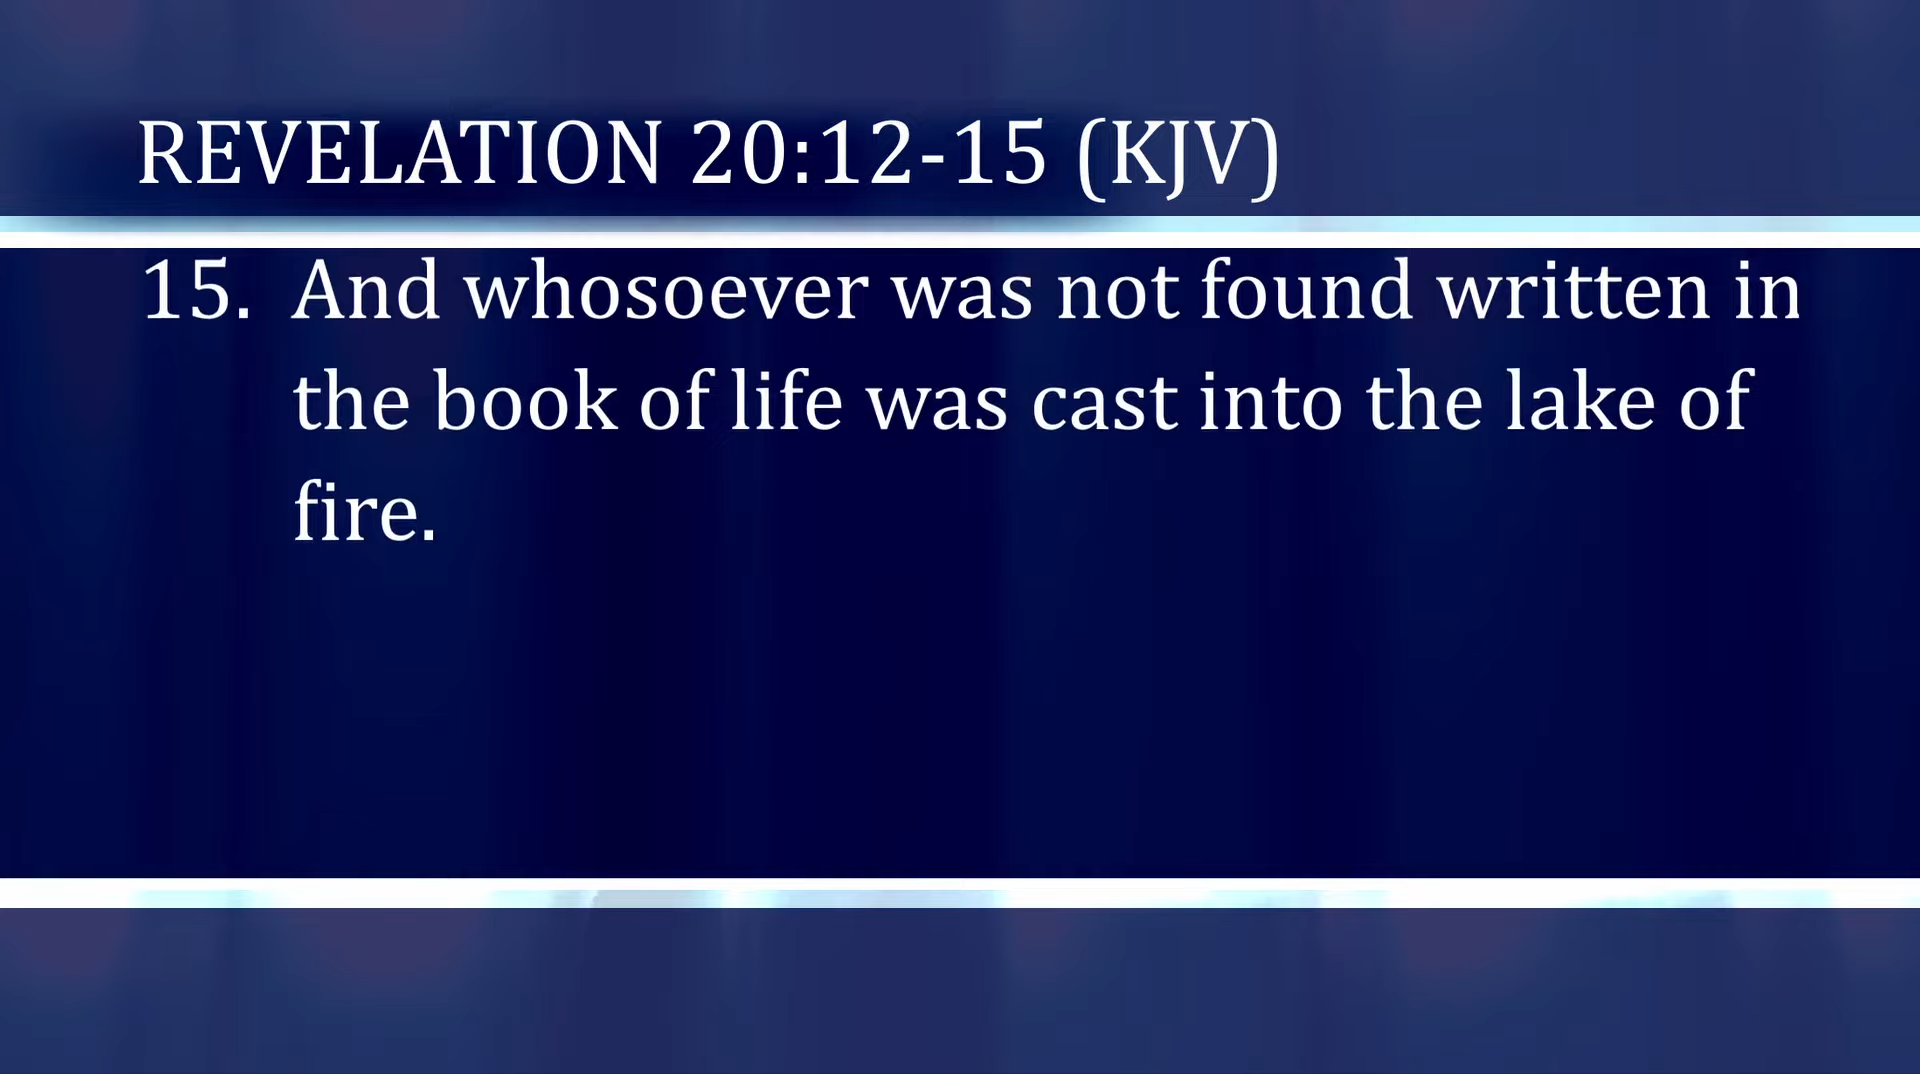 REVELATION 20:12-15 (KJV)
15. And whosoever was not found written in
the book of life was cast into the lake of
fire.